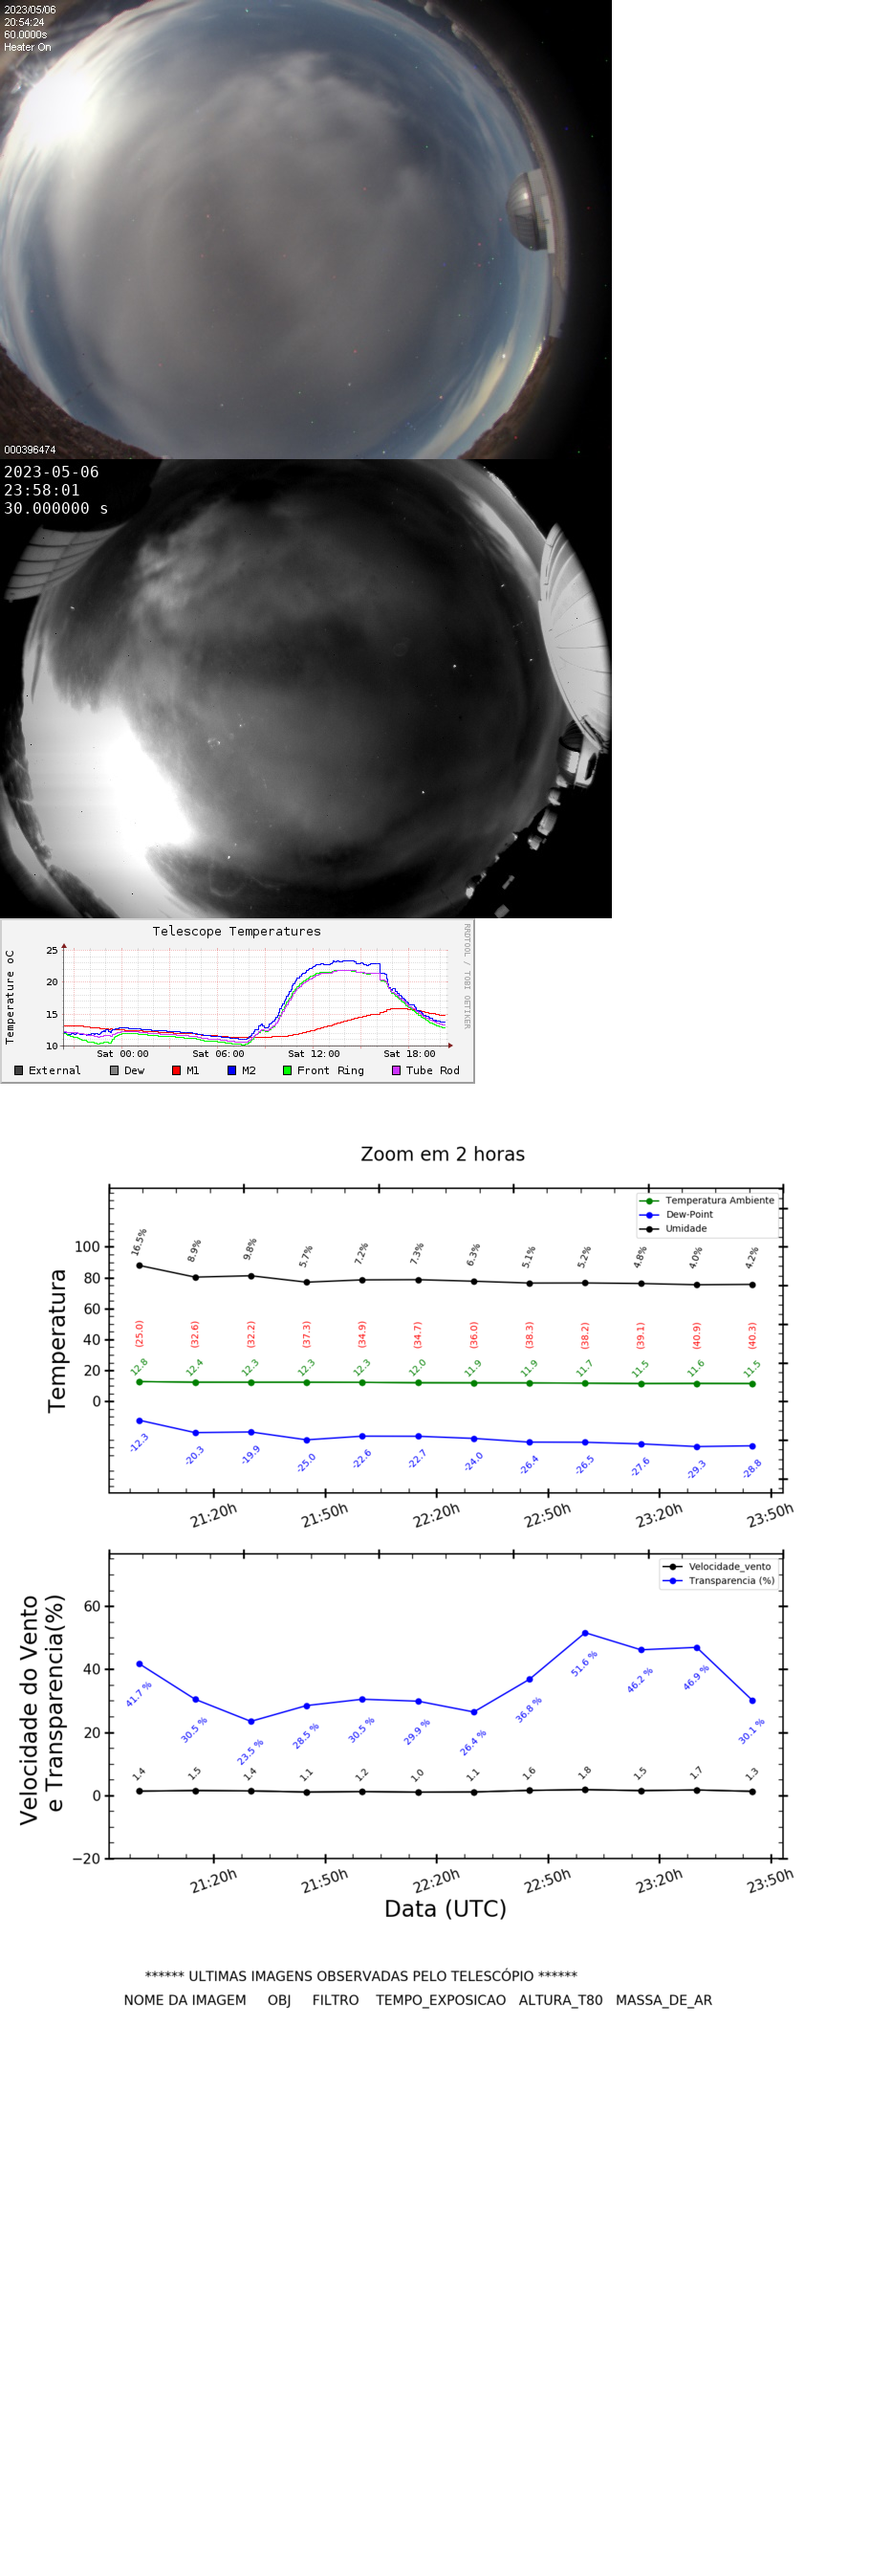 2023/05/06
20:54:24
60.0000s
Heater On
000396474
2023-05-06
23:58:01
30.000000 s
Telescope Temperatures
RRDTOOL / TOBI OETIKER
Temperature oC
25
20
15
10
Sat 00:00 Sat 06:00 Sat 12:00 Sat 18:00
External Dew M1 M2 Front Ring Tube Rod
Zoom em 2 horas
Temperatura Ambiente
Dew-Point
Umidade
Temperatura
100
80
60
40
20
0
16.5% 8.9% 9.8% 5.7% 7.2% 7.3% 6.3% 5.1% 5.2% 4.8% 4.0% 4.2%
(25.0) (32.6) (32.2) (37.3) (34.9) (34.7) (36.0) (38.3) (38.2) (39.1) (40.9) (40.3)
12.8 12.4 12.3 12.3 12.3 12.0 11.9 11.9 11.7 11.5 11.6 11.5
-12.3 -20.3 -19.9 -25.0 -22.6 -22.7 -24.0 -26.4 -26.5 -27.6 -29.3 -28.8
21:20h 21:50h 22:20h 22:50h 23:20h 23:50h
Velocidade_vento
Transparencia (%)
Velocidade do Vento
e Transparencia(%)
60
40
20
0
−20
41.7 % 30.5 % 23.5 % 28.5 % 30.5 % 29.9 % 26.4 % 36.8 % 51.6 % 46.2 % 46.9 % 30.1 %
1.4 1.5 1.4 1.1 1.2 1.0 1.1 1.6 1.8 1.5 1.7 1.3
21:20h 21:50h 22:20h 22:50h 23:20h 23:50h
Data (UTC)
****** ULTIMAS IMAGENS OBSERVADAS PELO TELESCÓPIO ******
NOME DA IMAGEM OBJ FILTRO TEMPO_EXPOSICAO ALTURA_T80 MASSA_DE_AR